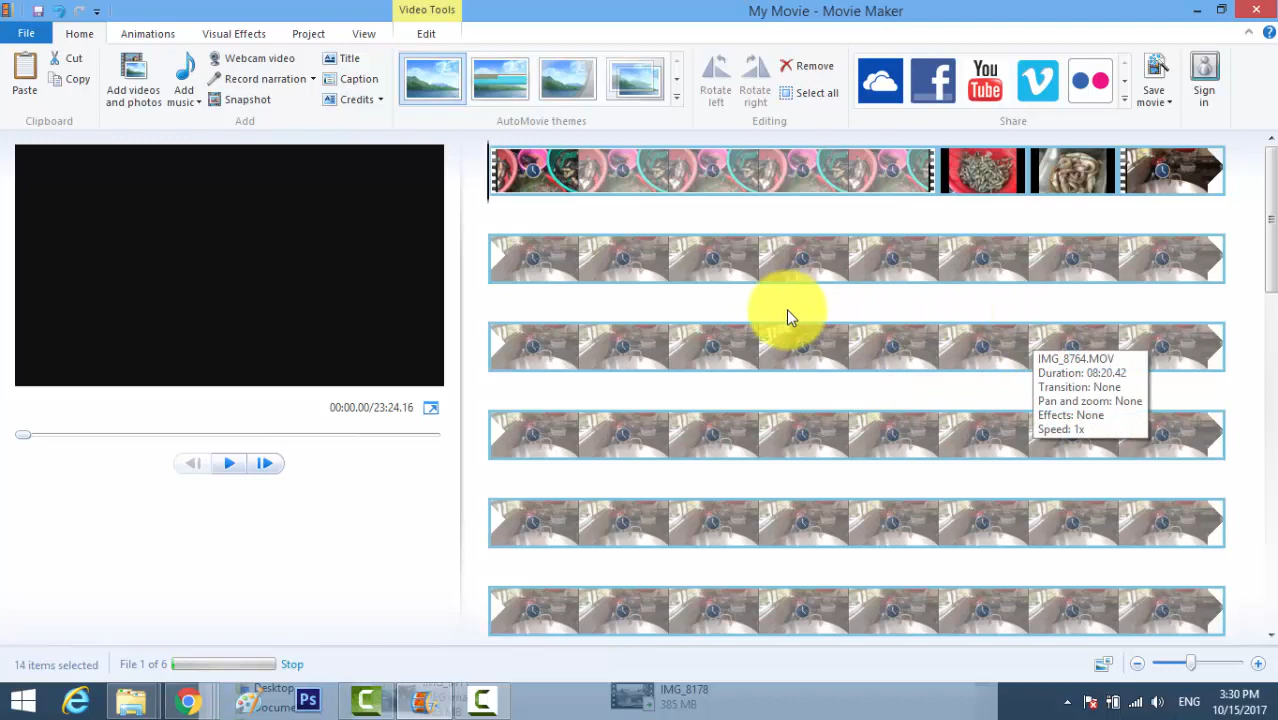 Video Tools
My Movie - Movie Maker
File
Home
Animations
Visual Effects
Project
View
Edit
Paste
Cut
Copy
Clipboard
Add videos
and photos
Add
music
Webcam video
Record narration
Snapshot
Title
Caption
Credits
Add
AutoMovie themes
Rotate
left
Rotate
right
Remove
Select all
Editing
You
Tube
Share
Save
movie
Sign
in
00:00.00/23:24.16
IMG_8764.MOV
Duration: 08:20.42
Transition: None
Pan and zoom: None
Effects: None
Speed: 1x
14 items selected
File 1 of 6
Stop
Desktop
Ps
IMG_8178
385 MB
ENG
3:30 PM
10/15/2017